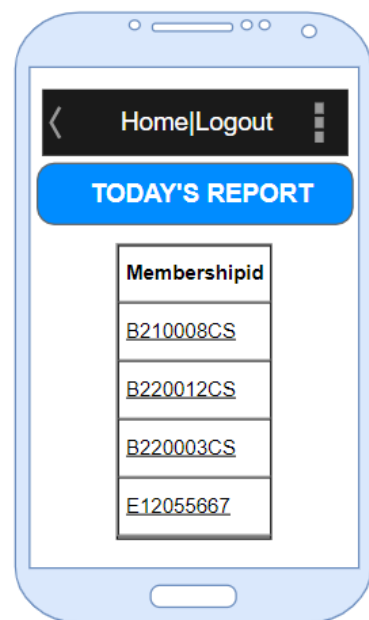 Home|Logout
TODAY'S REPORT
Membershipid
B210008CS
B220012CS
B220003CS
E12055667